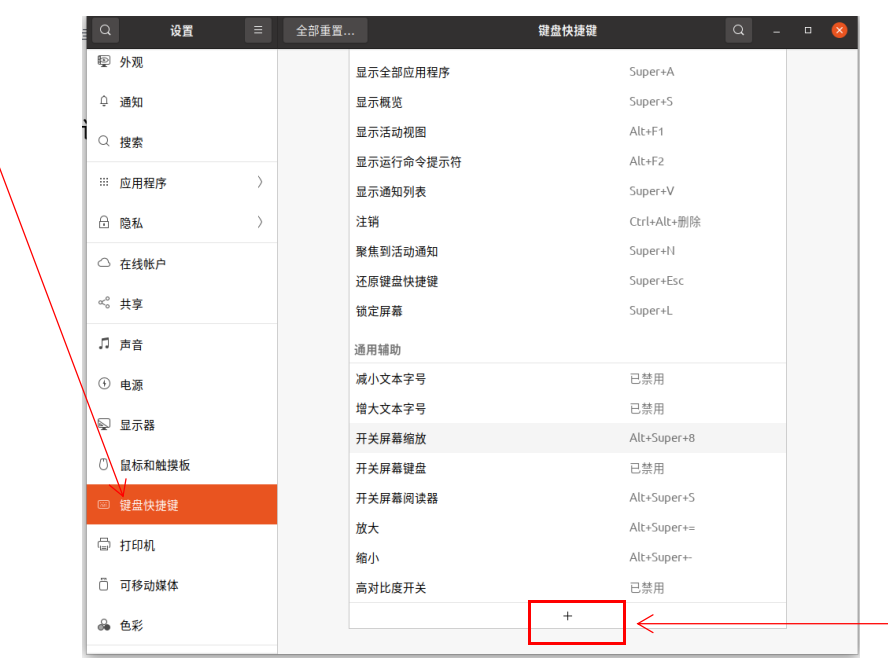 设置
全部重置...
键盘快捷键
外观
通知
搜索
应用程序
隐私
在线帐户
共享
声音
电源
显示器
鼠标和触摸板
键盘快捷键
打印机
可移动媒体
色彩
显示全部应用程序 Super+A
显示概览 Super+S
显示活动视图 Alt+F1
显示运行命令提示符 Alt+F2
显示通知列表 Super+V
注销 Ctrl+Alt+删除
聚焦到活动通知 Super+N
还原键盘快捷键 Super+Esc
锁定屏幕 Super+L
通用辅助
减小文本字号 已禁用
增大文本字号 已禁用
开关屏幕缩放 Alt+Super+8
开关屏幕键盘 已禁用
开关屏幕阅读器 Alt+Super+S
放大 Alt+Super+=
缩小 Alt+Super+-
高对比度开关 已禁用
+